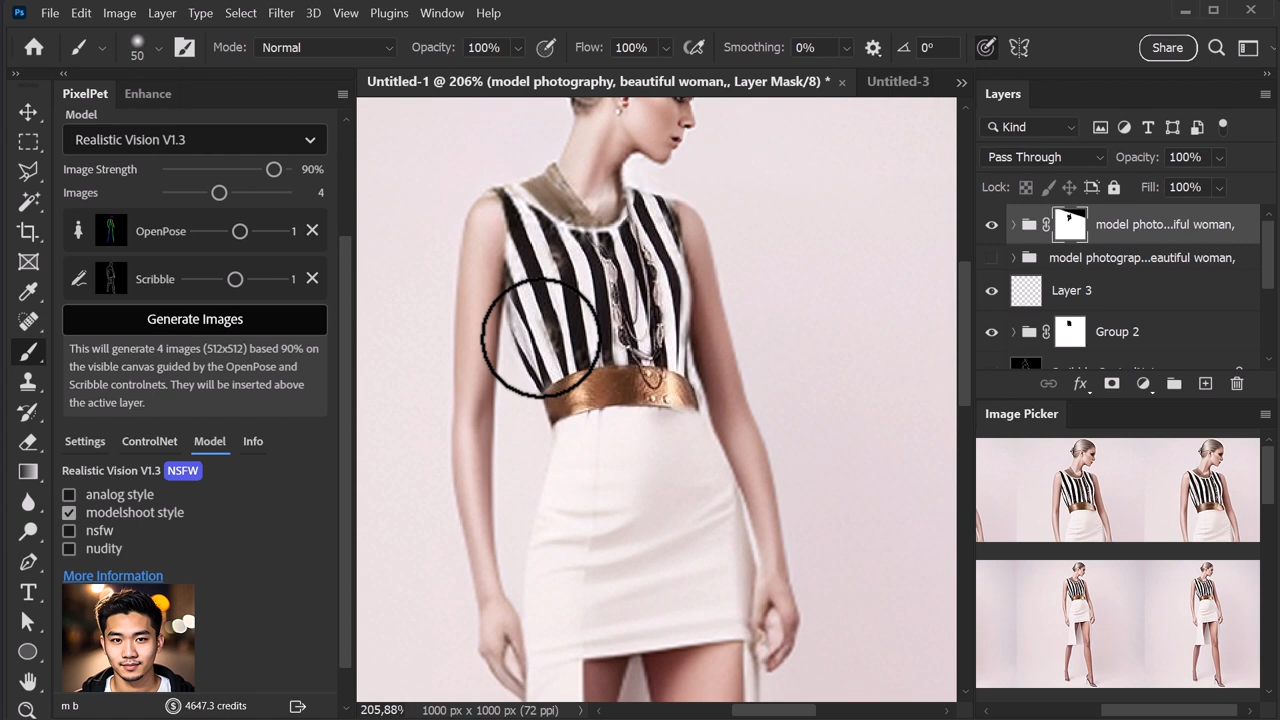 Ps File Edit Image Layer Type Select Filter 3D View Plugins Window Help
50 Mode: Normal Opacity: 100% Flow: 100% Smoothing: 0% 0° Share
PixelPet Enhance
Model
Realistic Vision V1.3
Image Strength 90%
Images 4
OpenPose 1
Scribble 1
Generate Images
This will generate 4 images (512x512) based 90% on
the visible canvas guided by the OpenPose and
Scribble controlnets. They will be inserted above
the active layer.
Settings ControlNet Model Info
Realistic Vision V1.3 NSFW
analog style
modelshoot style
nsfw
nudity
More Information
m b 4647.3 credits
Untitled-1 @ 206% (model photography, beautiful woman,, Layer Mask/8) * Untitled-3
205,88% 1000 px x 1000 px (72 ppi)
Layers
Kind
Pass Through Opacity: 100%
Lock: Fill: 100%
model photo...iful woman,
model photograp...eautiful woman,
Layer 3
Group 2
Image Picker